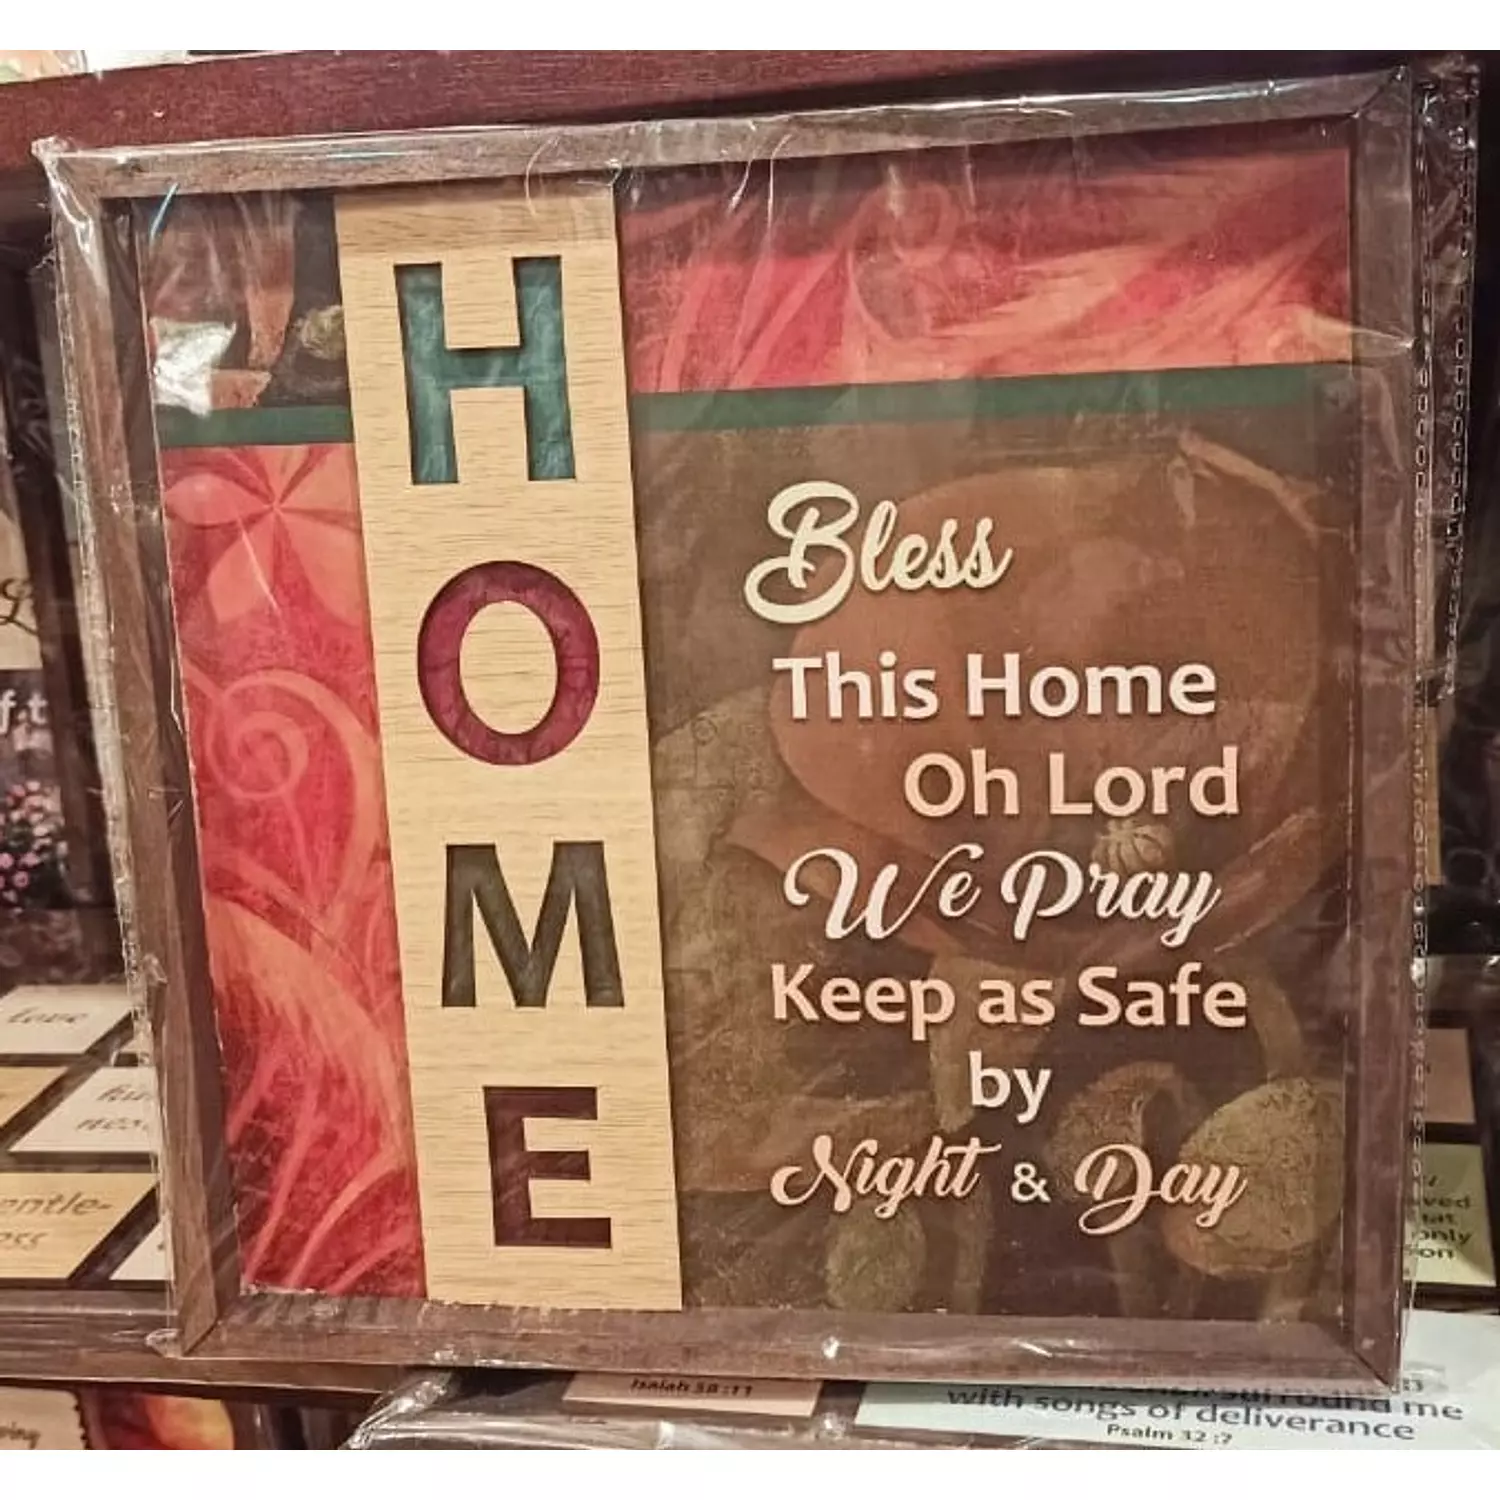 HOME
Bless
This Home
Oh Lord
We Pray
Keep as Safe
by
Night & Day
love
Isaiah 58:11
with songs of deliverance
Psalm 32:7